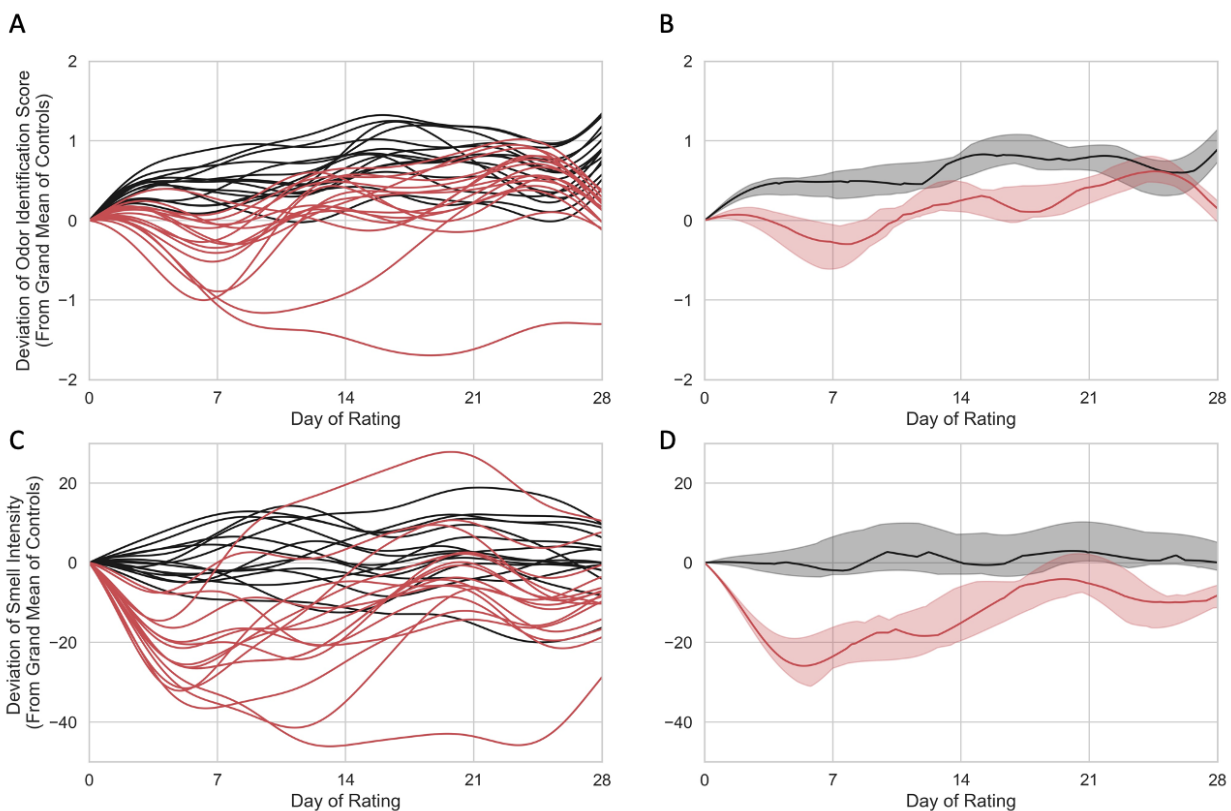 A
B
Deviation of Odor Identification Score
(From Grand Mean of Controls)
2
1
0
−1
−2
0 7 14 21 28
Day of Rating
2
1
0
−1
−2
0 7 14 21 28
Day of Rating
C
D
Deviation of Smell Intensity
(From Grand Mean of Controls)
20
0
−20
−40
0 7 14 21 28
Day of Rating
20
0
−20
−40
0 7 14 21 28
Day of Rating